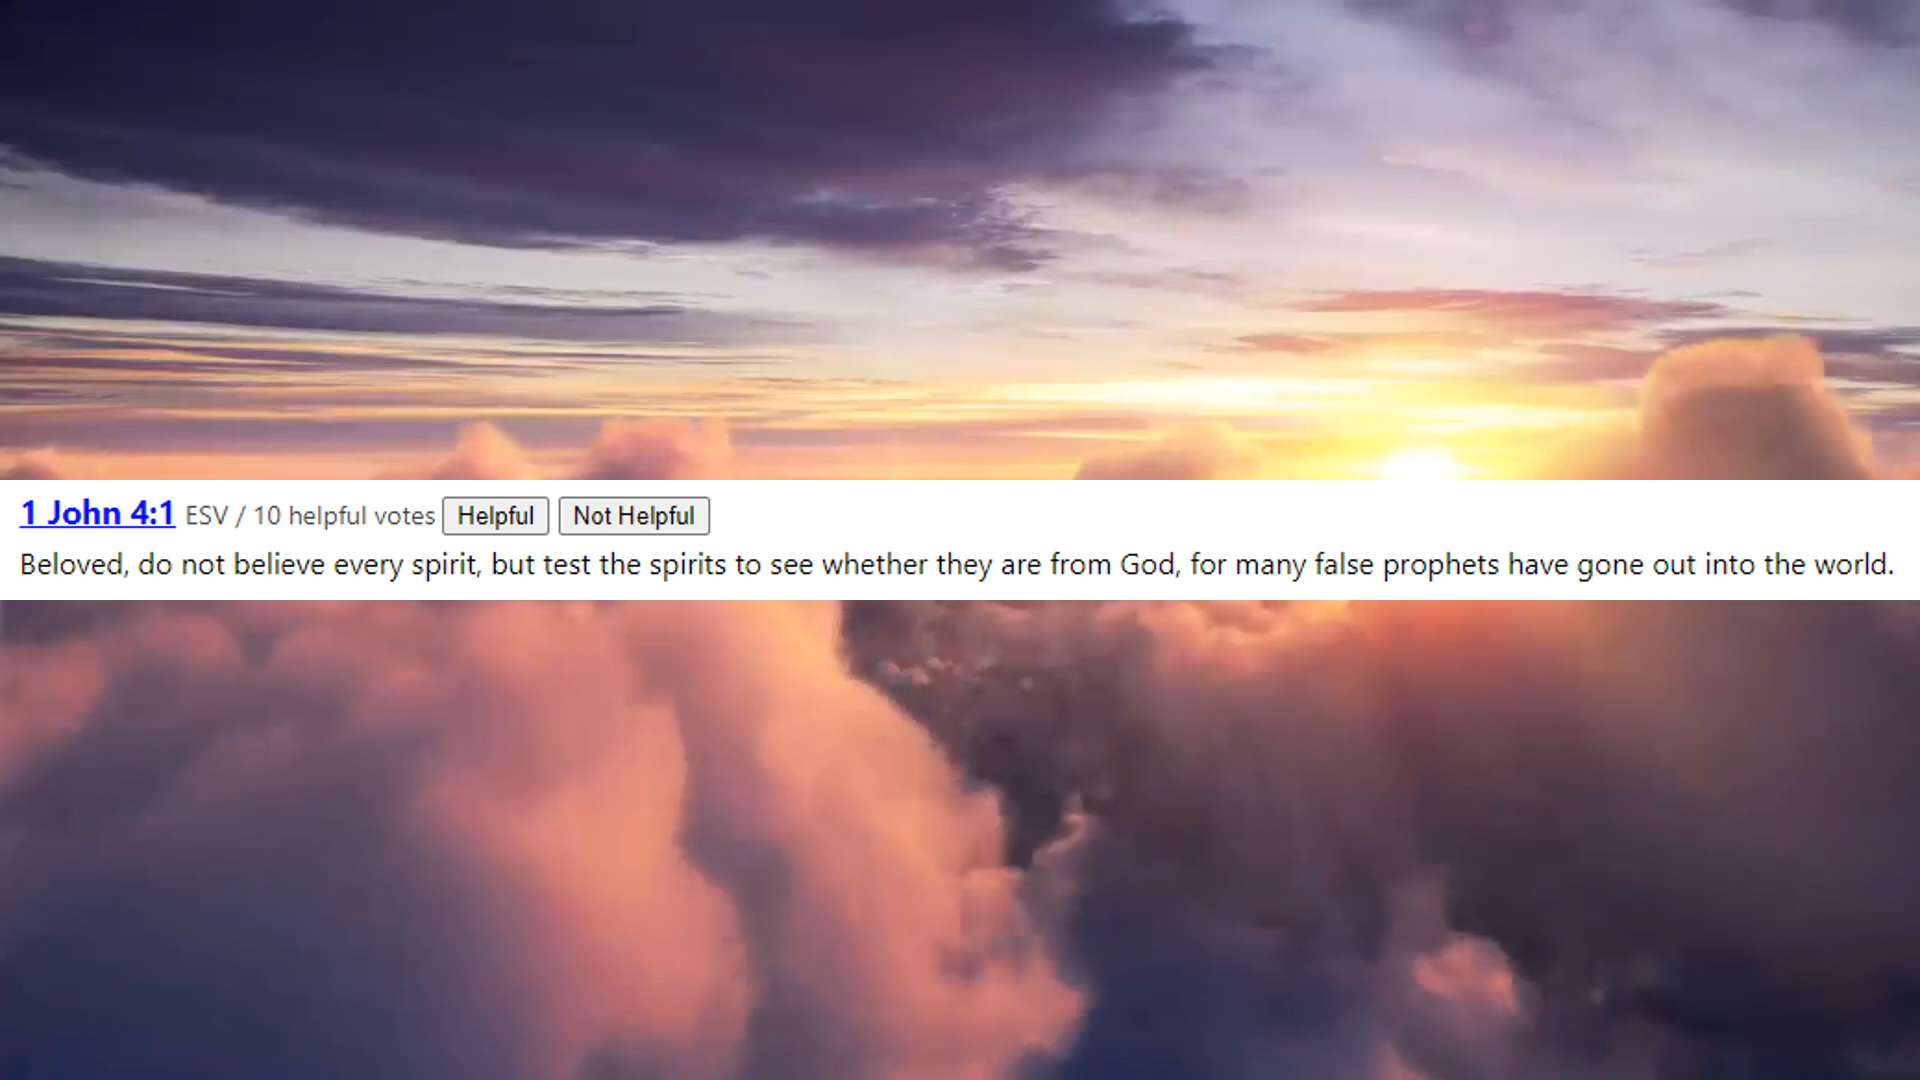 1 John 4:1 ESV / 10 helpful votes Helpful Not Helpful
Beloved, do not believe every spirit, but test the spirits to see whether they are from God, for many false prophets have gone out into the world.